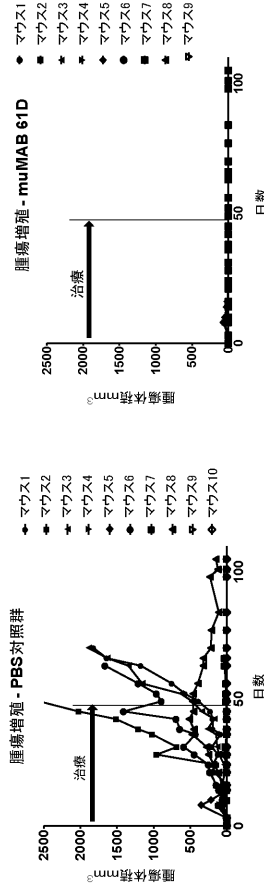 腫瘍増殖 - PBS対照群
腫瘍体積mm3
2500
2000
1500
1000
500
0
治療
0
50
100
日数
マウス1
マウス2
マウス3
マウス4
マウス5
マウス6
マウス7
マウス8
マウス9
マウス10
腫瘍増殖 - muMAB 61D
腫瘍体積mm3
2500
2000
1500
1000
500
0
治療
0
50
100
日数
マウス1
マウス2
マウス3
マウス4
マウス5
マウス6
マウス7
マウス8
マウス9